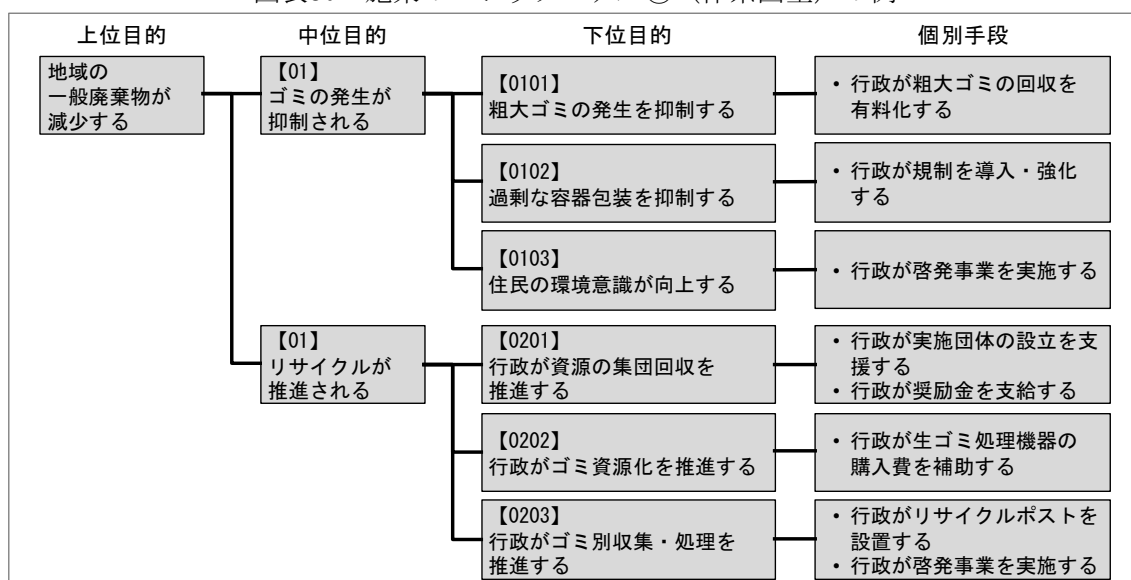 上位目的
中位目的
下位目的
個別手段
地域の
一般廃棄物が
減少する
【01】
ゴミの発生が
抑制される
【0101】
粗大ゴミの発生を抑制する
・行政が粗大ゴミの回収を
有料化する
【0102】
過剰な容器包装を抑制する
・行政が規制を導入・強化
する
【0103】
住民の環境意識が向上する
・行政が啓発事業を実施する
【01】
リサイクルが
推進される
【0201】
行政が資源の集団回収を
推進する
・行政が実施団体の設立を支
援する
・行政が奨励金を支給する
【0202】
行政がゴミ資源化を推進する
・行政が生ゴミ処理機器の
購入費を補助する
【0203】
行政がゴミ別収集・処理を
推進する
・行政がリサイクルポストを
設置する
・行政が啓発事業を実施する